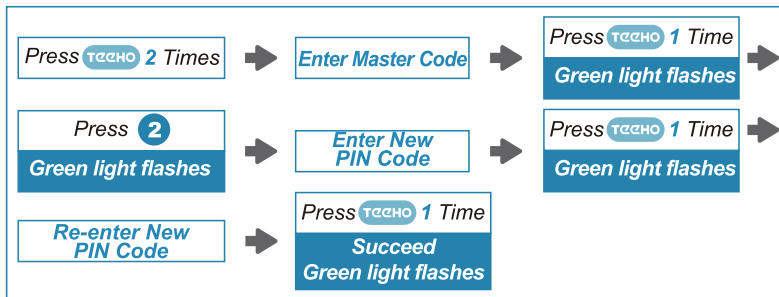 Press TEEHO 2 Times
Enter Master Code
Press TEEHO 1 Time
Green light flashes
Press 2
Green light flashes
Enter New
PIN Code
Press TEEHO 1 Time
Green light flashes
Re-enter New
PIN Code
Press TEEHO 1 Time
Succeed
Green light flashes